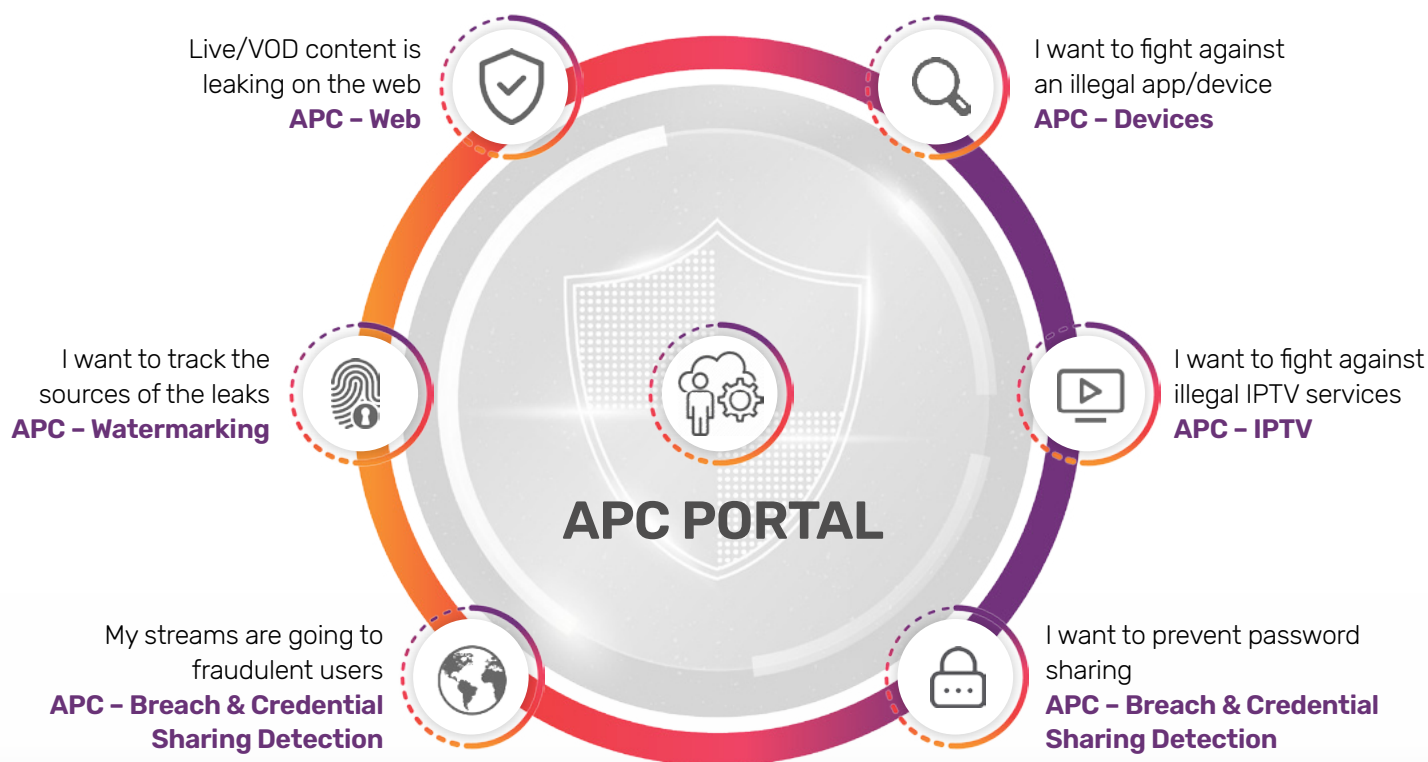 Live/VOD content is
leaking on the web
APC – Web
I want to fight against
an illegal app/device
APC – Devices
I want to track the
sources of the leaks
APC – Watermarking
I want to fight against
illegal IPTV services
APC – IPTV
APC PORTAL
My streams are going to
fraudulent users
APC – Breach & Credential
Sharing Detection
I want to prevent password
sharing
APC – Breach & Credential
Sharing Detection